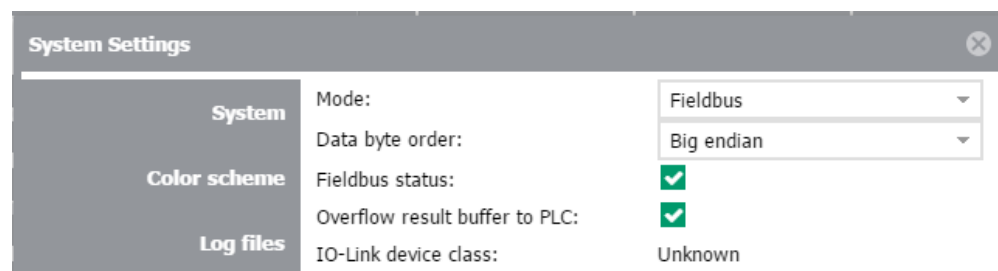 System Settings
System
Color scheme
Log files
Mode: Fieldbus
Data byte order: Big endian
Fieldbus status:
Overflow result buffer to PLC:
IO-Link device class: Unknown